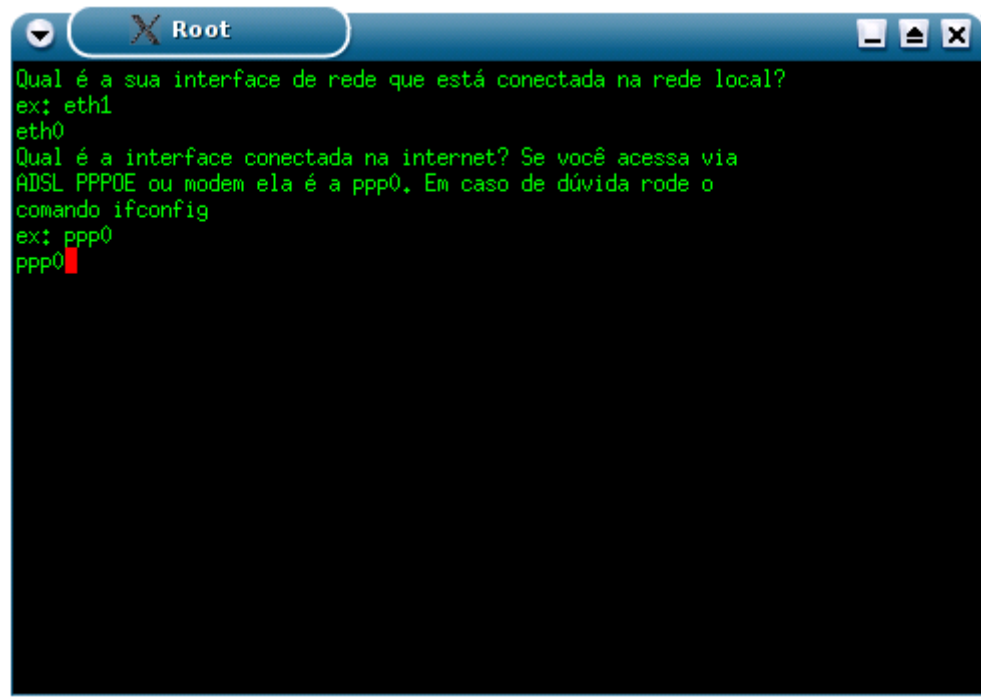 Root
Qual é a sua interface de rede que está conectada na rede local?
ex: eth1
eth0
Qual é a interface conectada na internet? Se você acessa via
ADSL PPPOE ou modem ela é a ppp0. Em caso de dúvida rode o
comando ifconfig
ex: ppp0
ppp0